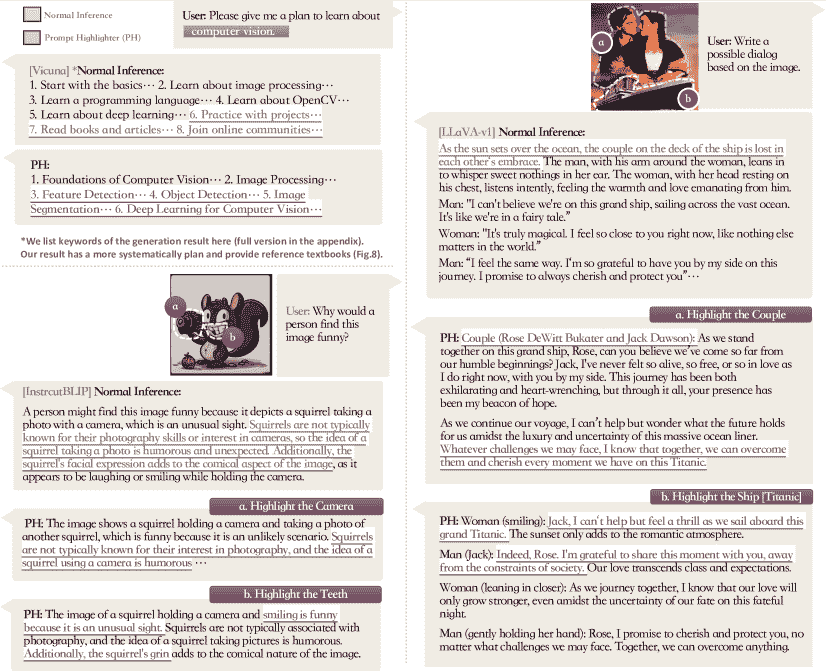 Normal Inference
Prompt Highlighter (PH)
User: Please give me a plan to learn about
computer vision.
[Vicuna] *Normal Inference:
1. Start with the basics⋯ 2. Learn about image processing⋯
3. Learn a programming language⋯ 4. Learn about OpenCV⋯
5. Learn about deep learning⋯ 6. Practice with projects⋯
7. Read books and articles⋯ 8. Join online communities⋯
PH:
1. Foundations of Computer Vision⋯ 2. Image Processing⋯
3. Feature Detection⋯ 4. Object Detection⋯ 5. Image
Segmentation⋯ 6. Deep Learning for Computer Vision⋯
*We list keywords of the generation result here (full version in the appendix).
Our result has a more systematically plan and provide reference textbooks (Fig.8).
a
b
User: Why would a
person find this
image funny?
[InstrcutBLIP] Normal Inference:
A person might find this image funny because it depicts a squirrel taking a
photo with a camera, which is an unusual sight. Squirrels are not typically
known for their photography skills or interest in cameras, so the idea of a
squirrel taking a photo is humorous and unexpected. Additionally, the
squirrel's facial expression adds to the comical aspect of the image, as it
appears to be laughing or smiling while holding the camera.
a. Highlight the Camera
PH: The image shows a squirrel holding a camera and taking a photo of
another squirrel, which is funny because it is an unlikely scenario. Squirrels
are not typically known for their interest in photography, and the idea of a
squirrel using a camera is humorous ⋯
b. Highlight the Teeth
PH: The image of a squirrel holding a camera and smiling is funny
because it is an unusual sight. Squirrels are not typically associated with
photography, and the idea of a squirrel taking pictures is humorous.
Additionally, the squirrel's grin adds to the comical nature of the image.
a
b
User: Write a
possible dialog
based on the image.
[LLaVA-v1] Normal Inference:
As the sun sets over the ocean, the couple on the deck of the ship is lost in
each other's embrace. The man, with his arm around the woman, leans in
to whisper sweet nothings in her ear. The woman, with her head resting on
his chest, listens intently, feeling the warmth and love emanating from him.
Man: "I can't believe we're on this grand ship, sailing across the vast ocean.
It's like we're in a fairy tale."
Woman: "It's truly magical. I feel so close to you right now, like nothing else
matters in the world."
Man: "I feel the same way. I'm so grateful to have you by my side on this
journey. I promise to always cherish and protect you"⋯
a. Highlight the Couple
PH: Couple (Rose DeWitt Bukater and Jack Dawson): As we stand
together on this grand ship, Rose, can you believe we've come so far from
our humble beginnings? Jack, I've never felt so alive, so free, or so in love as
I do right now, with you by my side. This journey has been both
exhilarating and heart-wrenching, but through it all, your presence has
been my beacon of hope.
As we continue our voyage, I can't help but wonder what the future holds
for us amidst the luxury and uncertainty of this massive ocean liner.
Whatever challenges we may face, I know that together, we can overcome
them and cherish every moment we have on this Titanic.
b. Highlight the Ship [Titanic]
PH: Woman (smiling): Jack, I can't help but feel a thrill as we sail aboard this
grand Titanic. The sunset only adds to the romantic atmosphere.
Man (Jack): Indeed, Rose. I'm grateful to share this moment with you, away
from the constraints of society. Our love transcends class and expectations.
Woman (leaning in closer): As we journey together, I know that our love will
only grow stronger, even amidst the uncertainty of our fate on this fateful
night.
Man (gently holding her hand): Rose, I promise to cherish and protect you, no
matter what challenges we may face. Together, we can overcome anything.